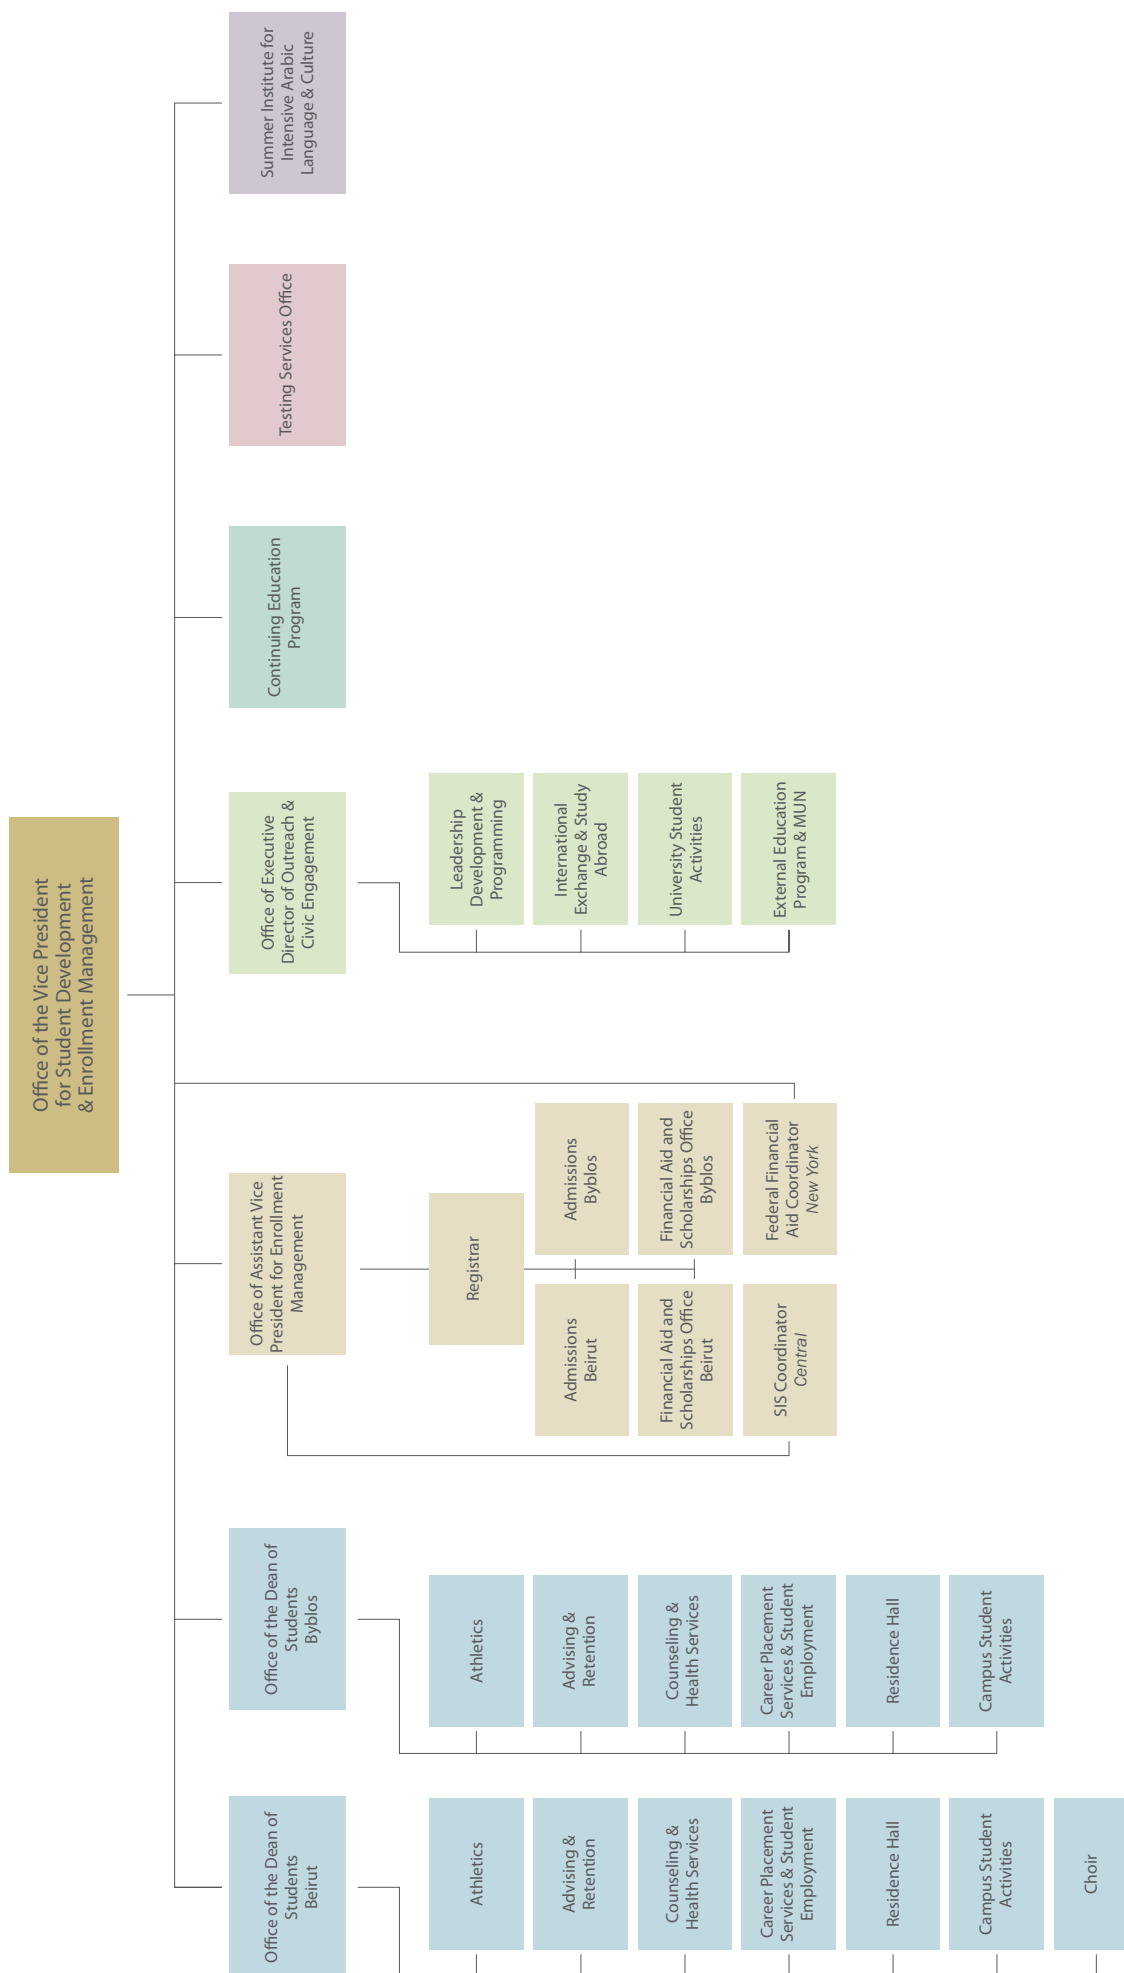 Office of the Vice President
for Student Development
& Enrollment Management
Office of the Dean of
Students
Beirut
Office of the Dean of
Students
Byblos
Office of Assistant Vice
President for Enrollment
Management
Office of Executive
Director of Outreach &
Civic Engagement
Continuing Education
Program
Testing Services Office
Summer Institute for
Intensive Arabic
Language & Culture
Athletics
Advising &
Retention
Counseling &
Health Services
Career Placement
Services & Student
Employment
Residence Hall
Campus Student
Activities
Choir
Athletics
Advising &
Retention
Counseling &
Health Services
Career Placement
Services & Student
Employment
Residence Hall
Campus Student
Activities
Registrar
Admissions
Beirut
Admissions
Byblos
Financial Aid and
Scholarships Office
Beirut
Financial Aid and
Scholarships Office
Byblos
SIS Coordinator
Central
Federal Financial
Aid Coordinator
New York
Leadership
Development &
Programming
International
Exchange & Study
Abroad
University Student
Activities
External Education
Program & MUN